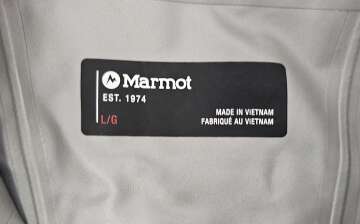 Marmot
EST. 1974
L/G
MADE IN VIETNAM
FABRIQUÉ AU VIETNAM